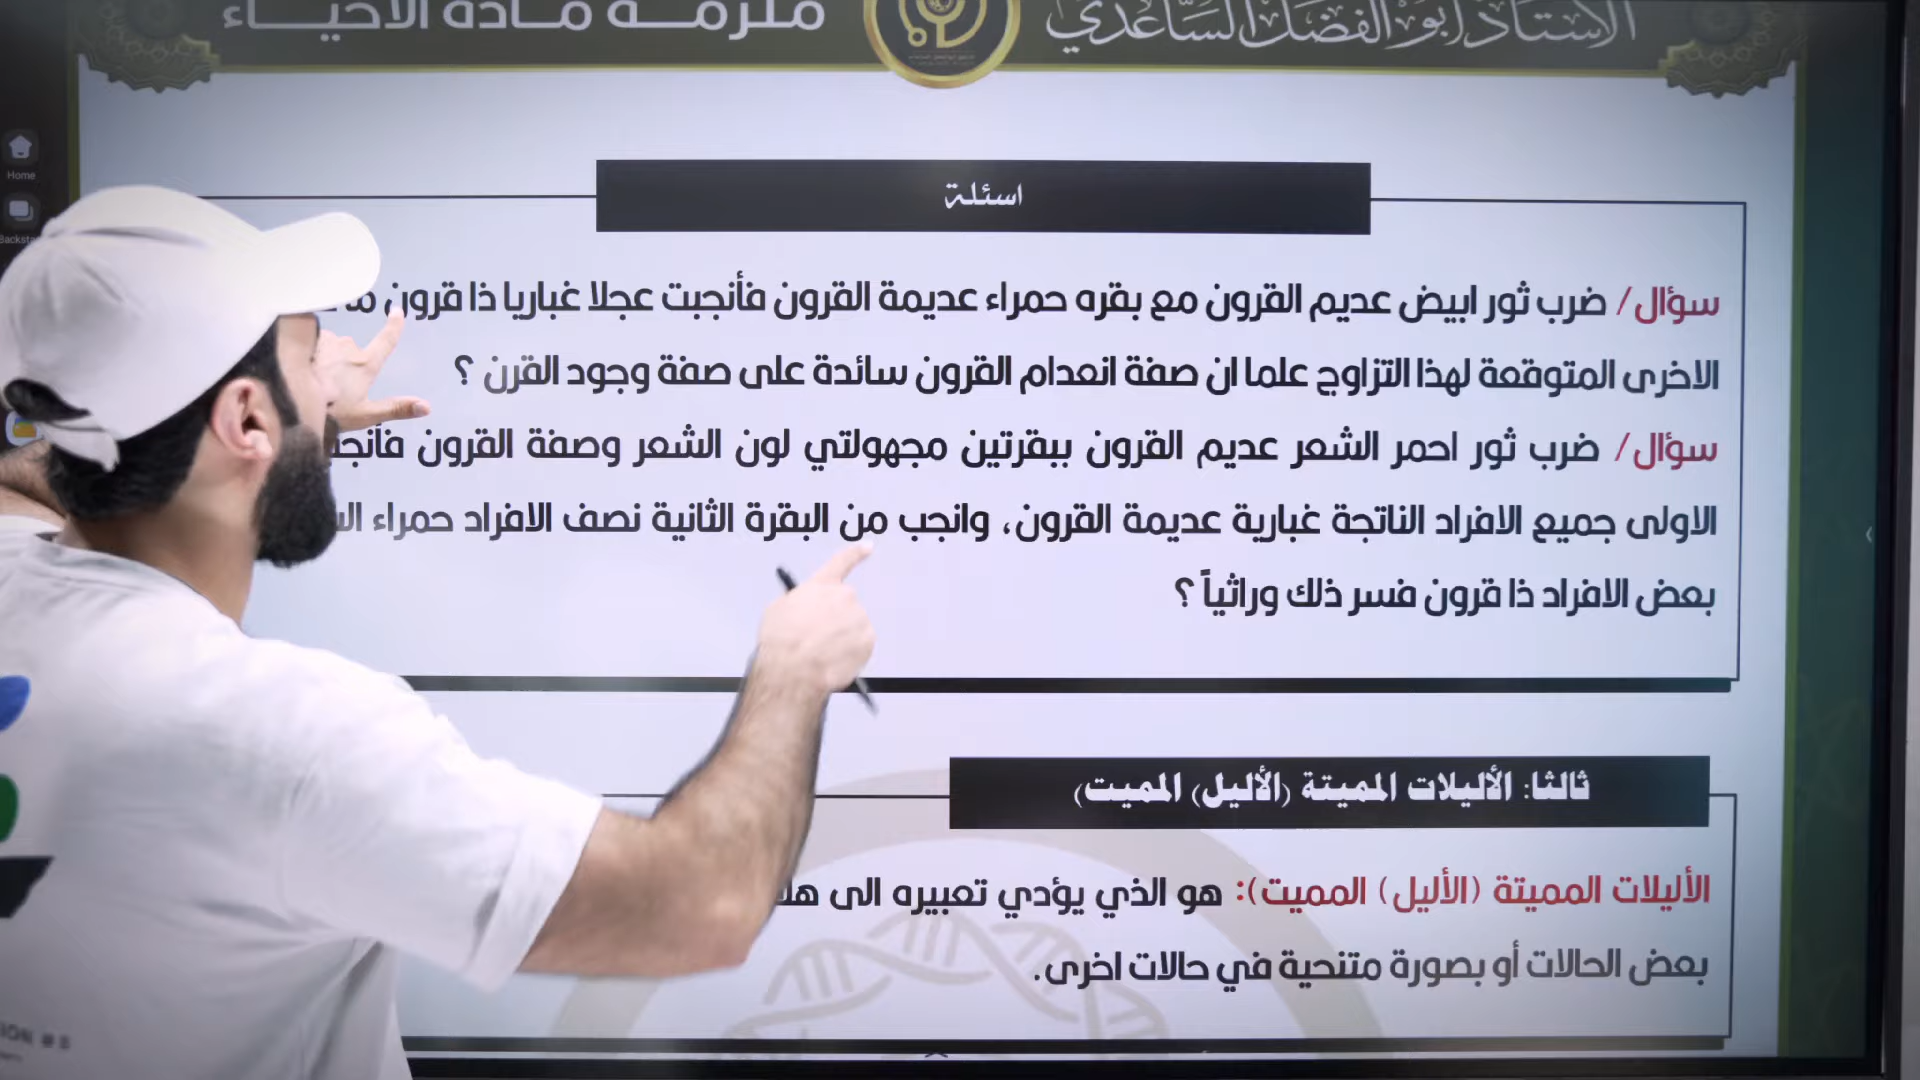 الأستاذ أبو الفضل الساعدي
ملزمة مادة الاحياء
Home
اسئلة
سؤال/ ضرب ثور ابيض عديم القرون مع بقره حمراء عديمة القرون فأنجبت عجلا غباريا ذا قرون
الاخرى المتوقعة لهذا التزاوج علما ان صفة انعدام القرون سائدة على صفة وجود القرن ؟
سؤال/ ضرب ثور احمر الشعر عديم القرون ببقرتين مجهولتي لون الشعر وصفة القرون
الاولى جميع الافراد الناتجة غبارية عديمة القرون، وانجب من البقرة الثانية نصف الافراد حمراء
بعض الافراد ذا قرون فسر ذلك وراثياً ؟
ثالثا: الأليلات المميتة (الأليل) المميت)
الأليلات المميتة (الأليل) المميت): هو الذي يؤدي تعبيره الى
بعض الحالات أو بصورة متنحية في حالات اخرى.